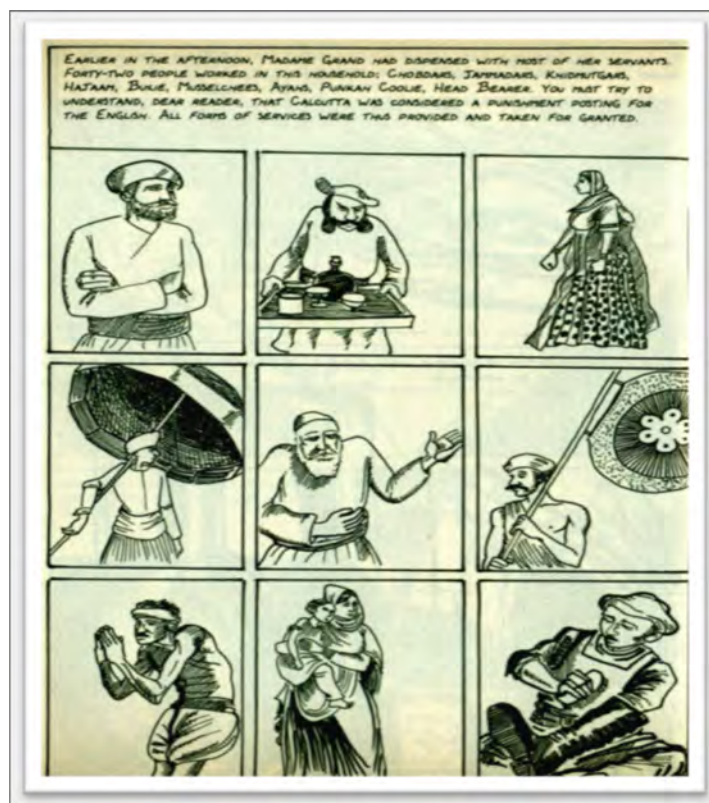 EARLIER IN THE AFTERNOON, MADAME GRAND HAD DISPENSED WITH MOST OF HER SERVANTS.
FORTY-TWO PEOPLE WORKED IN THIS HOUSEHOLD: CHOBDARS, JAMMADARS, KHIDMUTGARS,
HAJAAM, MUSSELCHEES, AYAHS, PUNKAH COOLIE, HEAD BEARER. YOU MUST TRY TO
UNDERSTAND, DEAR READER, THAT CALCUTTA WAS CONSIDERED A PUNISHMENT POSTING FOR
THE ENGLISH. ALL FORMS OF SERVICES WERE THUS PROVIDED AND TAKEN FOR GRANTED.